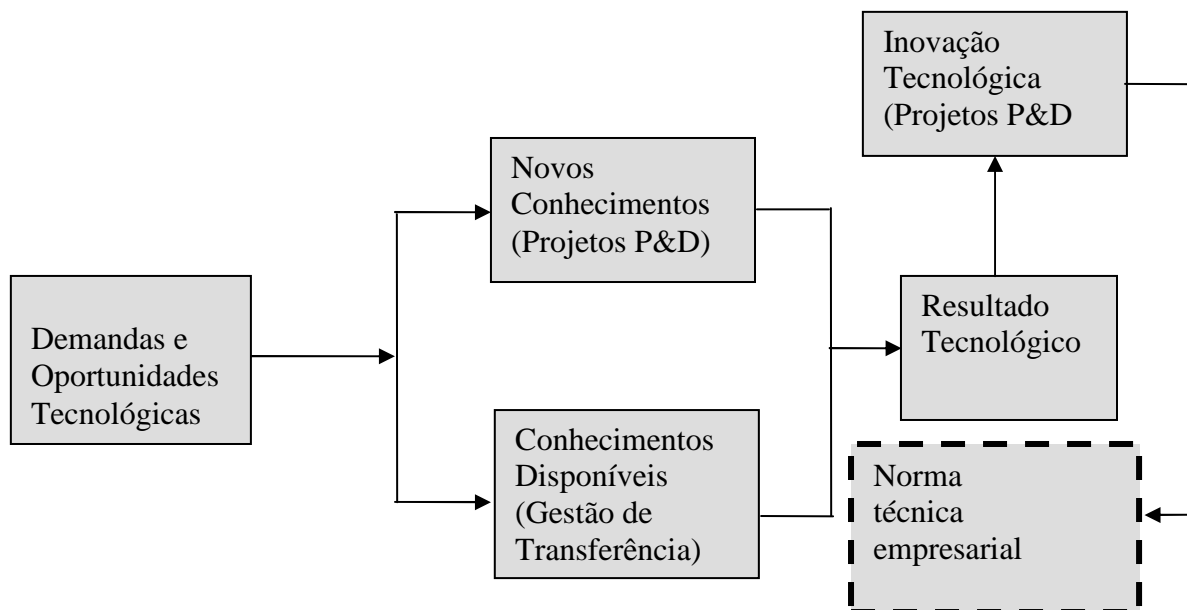 Demandas e
Oportunidades
Tecnológicas
Novos
Conhecimentos
(Projetos P&D)
Conhecimentos
Disponíveis
(Gestão de
Transferência)
Resultado
Tecnológico
Inovação
Tecnológica
(Projetos P&D
Norma
técnica
empresarial